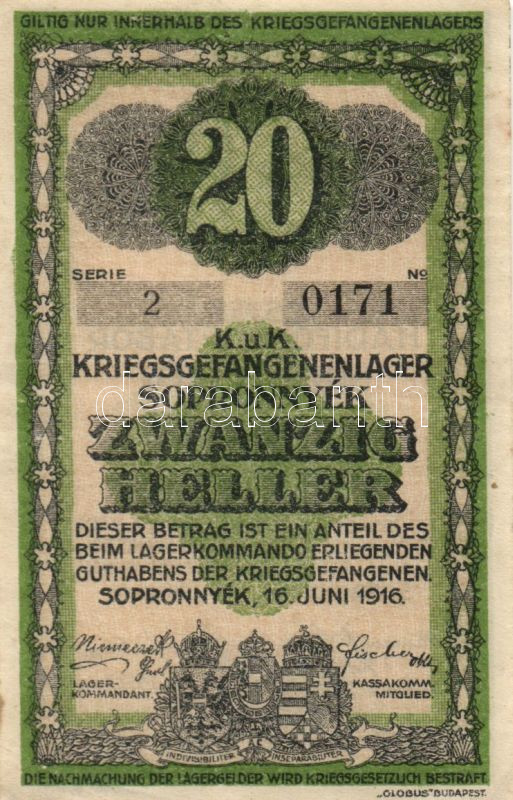 GILTIG NUR INNERHALB DES KRIEGSGEFANGENENLAGERS
20
SERIE No
2 0171
K.u.K.
KRIEGSGEFANGENENLAGER
SOPRONNYÉK
darabanth
ZWANZIG
HELLER
DIESER BETRAG IST EIN ANTEIL DES
BEIM LAGERKOMMANDO ERLIEGENDEN
GUTHABENS DER KRIEGSGEFANGENEN.
SOPRONNYÉK, 16. JUNI 1916.
LAGER-
KOMMANDANT.
KASSAKOMM.
MITGLIED.
INDIVISIBILITER INSEPARABILITER
DIE NACHMACHUNG DER LAGERGELDER WIRD KRIEGSGESETZLICH BESTRAFT.
„GLOBUS" BUDAPEST.